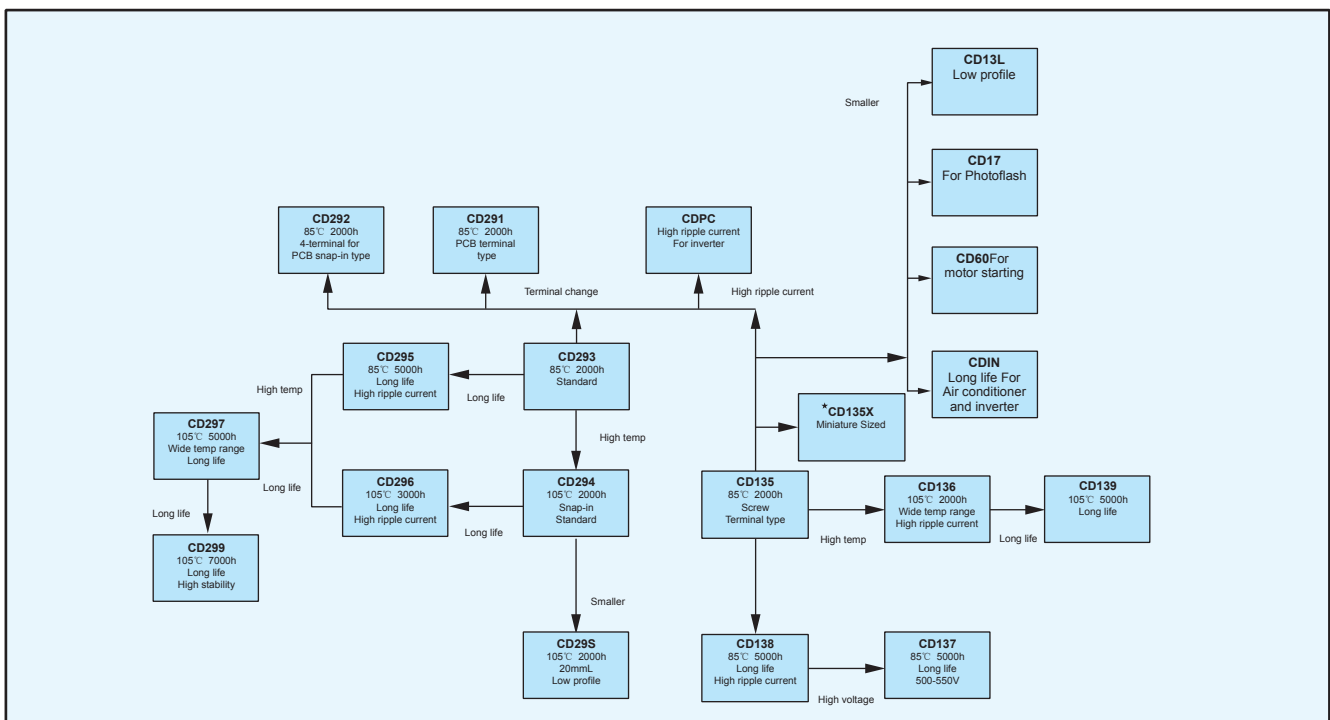 CD13L
Low profile
Smaller
CD17
For Photoflash
CD292
85℃ 2000h
4-terminal for
PCB snap-in type
CD291
85℃ 2000h
PCB terminal
type
CDPC
High ripple current
For inverter
CD60For
motor starting
Terminal change
High ripple current
CD295
85℃ 5000h
Long life
High ripple current
CD293
85℃ 2000h
Standard
CDIN
Long life For
Air conditioner
and inverter
High temp
Long life
*CD135X
Miniature Sized
CD297
105℃ 5000h
Wide temp range
Long life
High temp
CD296
105℃ 3000h
Long life
High ripple current
CD294
105℃ 2000h
Snap-in
Standard
CD135
85℃ 2000h
Screw
Terminal type
CD136
105℃ 2000h
Wide temp range
High ripple current
CD139
105℃ 5000h
Long life
Long life
Long life
Long life
High temp
Long life
CD299
105℃ 7000h
Long life
High stability
Smaller
CD29S
105℃ 2000h
20mmL
Low profile
CD138
85℃ 5000h
Long life
High ripple current
CD137
85℃ 5000h
Long life
500-550V
High voltage